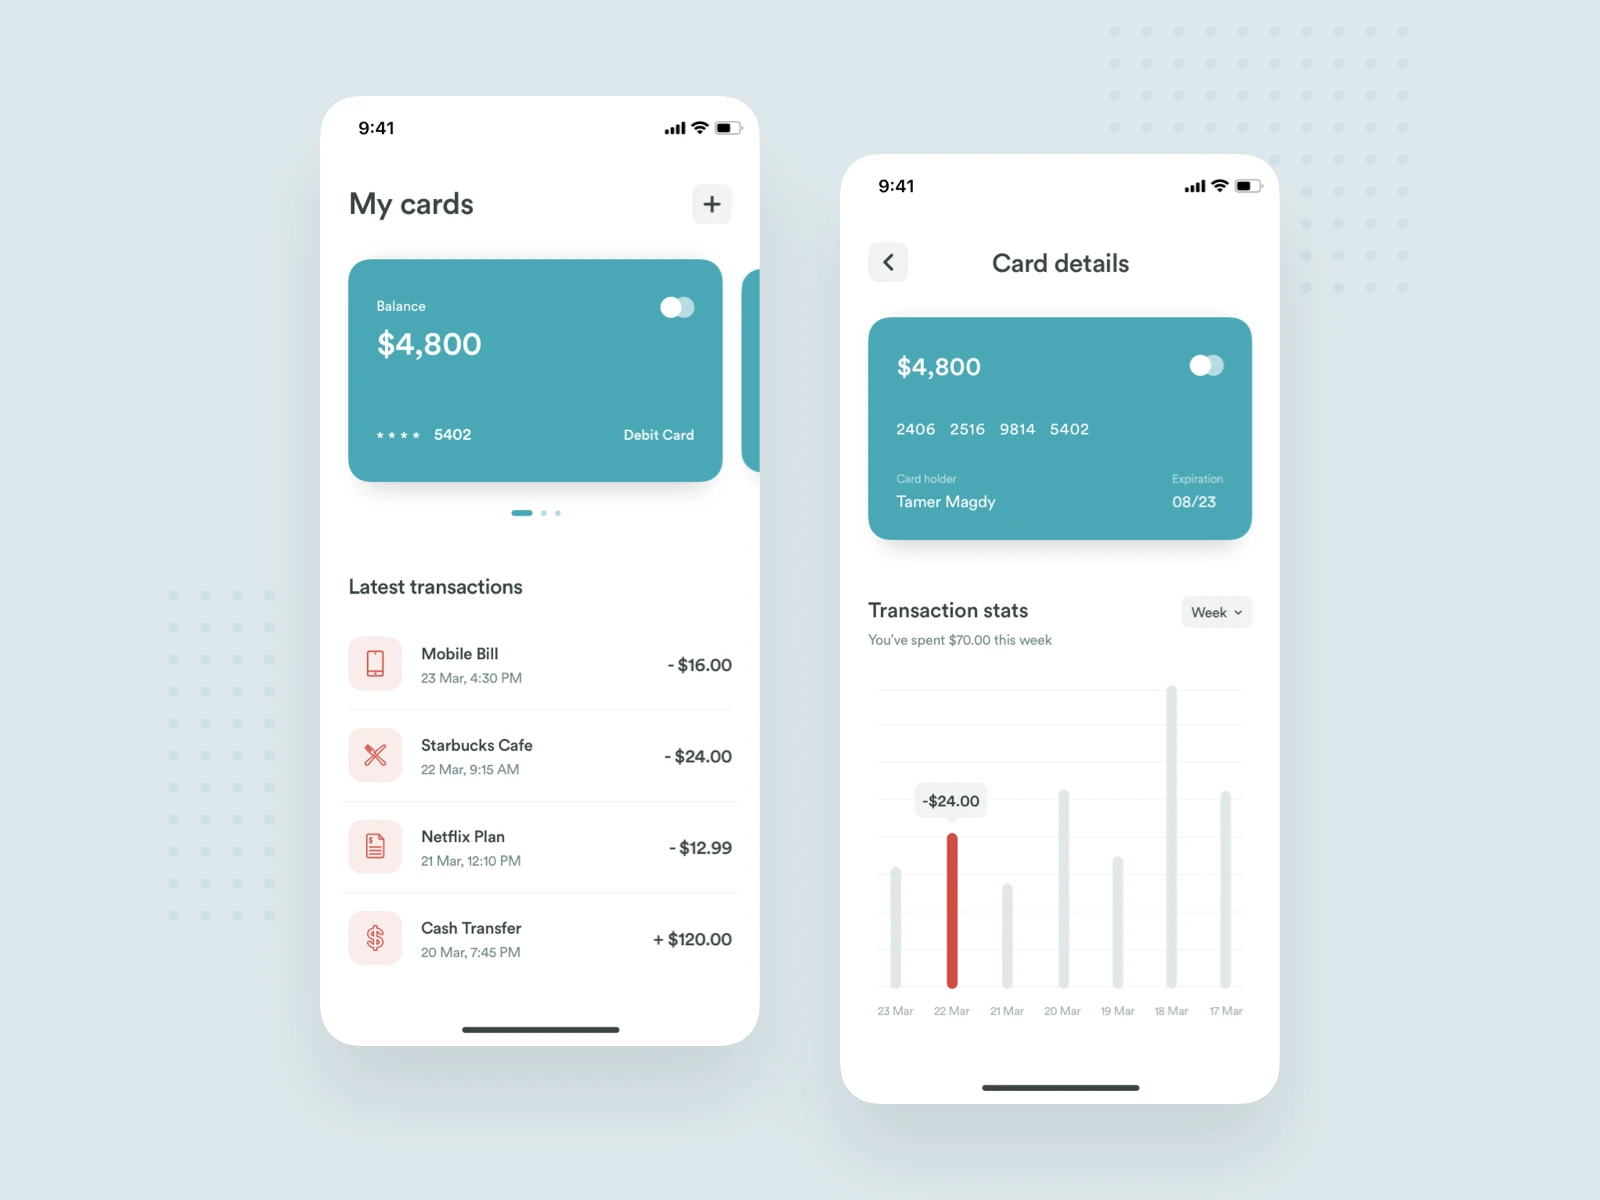 9:41
My cards
Balance
$4,800
* * * * 5402
Debit Card
Latest transactions
Mobile Bill
23 Mar, 4:30 PM
- $16.00
Starbucks Cafe
22 Mar, 9:15 AM
- $24.00
Netflix Plan
21 Mar, 12:10 PM
- $12.99
Cash Transfer
20 Mar, 7:45 PM
+ $120.00
9:41
Card details
$4,800
2406 2516 9814 5402
Card holder
Tamer Magdy
Expiration
08/23
Transaction stats
Week
You've spent $70.00 this week
-$24.00
23 Mar 22 Mar 21 Mar 20 Mar 19 Mar 18 Mar 17 Mar